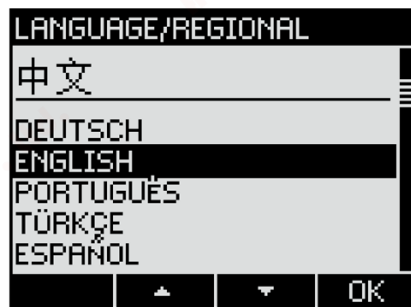 LANGUAGE/REGIONAL
中文
DEUTSCH
ENGLISH
PORTUGUÊS
TÜRKÇE
ESPAÑOL
OK